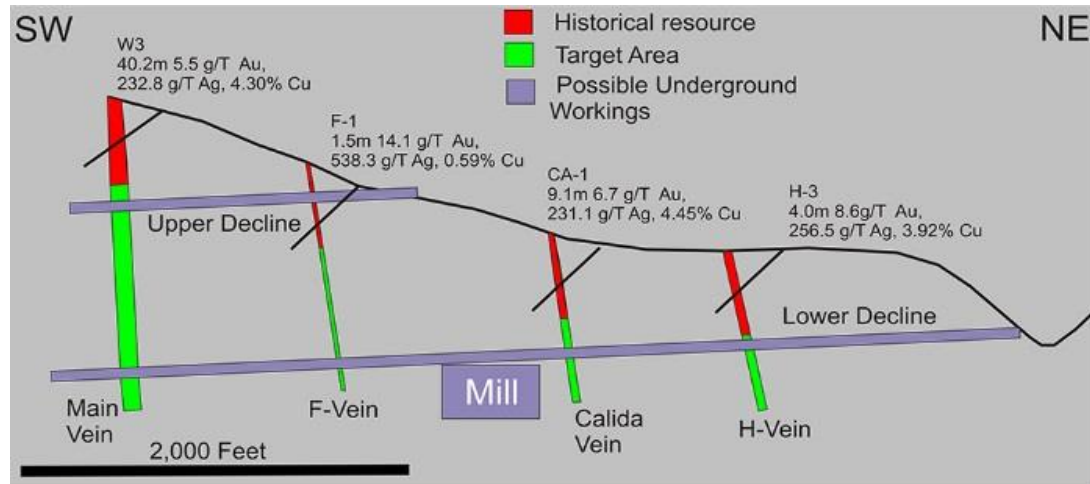 SW
NE
Historical resource
Target Area
Possible Underground
Workings
W3
40.2m 5.5 g/T Au,
232.8 g/T Ag, 4.30% Cu
F-1
1.5m 14.1 g/T Au,
538.3 g/T Ag, 0.59% Cu
CA-1
9.1m 6.7 g/T Au,
231.1 g/T Ag, 4.45% Cu
H-3
4.0m 8.6g/T Au,
256.5 g/T Ag, 3.92% Cu
Upper Decline
Lower Decline
Mill
Main
Vein
F-Vein
Calida
Vein
H-Vein
2,000 Feet